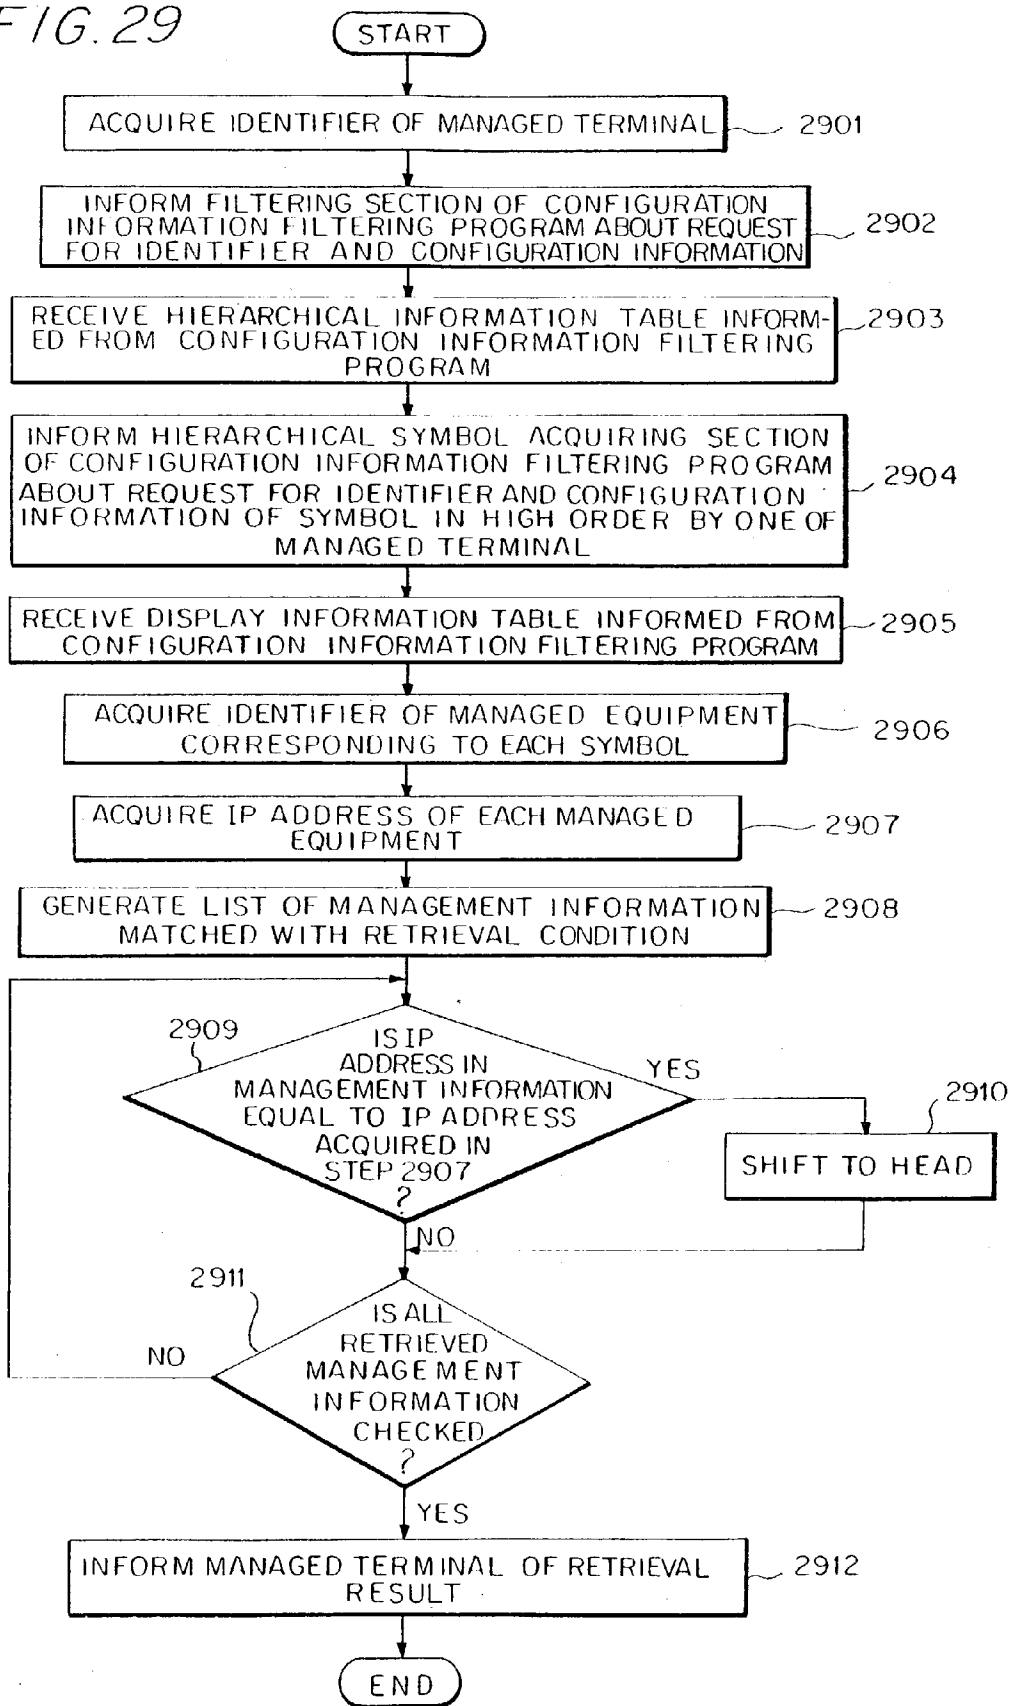 FIG. 29
START
ACQUIRE IDENTIFIER OF MANAGED TERMINAL
2901
INFORM FILTERING SECTION OF CONFIGURATION
INFORMATION FILTERING PROGRAM ABOUT REQUEST
FOR IDENTIFIER AND CONFIGURATION INFORMATION
2902
RECEIVE HIERARCHICAL INFORMATION TABLE INFORM-
ED FROM CONFIGURATION INFORMATION FILTERING
PROGRAM
2903
INFORM HIERARCHICAL SYMBOL ACQUIRING SECTION
OF CONFIGURATION INFORMATION FILTERING PROGRAM
ABOUT REQUEST FOR IDENTIFIER AND CONFIGURATION
INFORMATION OF SYMBOL IN HIGH ORDER BY ONE OF
MANAGED TERMINAL
2904
RECEIVE DISPLAY INFORMATION TABLE INFORMED FROM
CONFIGURATION INFORMATION FILTERING PROGRAM
2905
ACQUIRE IDENTIFIER OF MANAGED EQUIPMENT
CORRESPONDING TO EACH SYMBOL
2906
ACQUIRE IP ADDRESS OF EACH MANAGED
EQUIPMENT
2907
GENERATE LIST OF MANAGEMENT INFORMATION
MATCHED WITH RETRIEVAL CONDITION
2908
2909
IS IP
ADDRESS IN
MANAGEMENT INFORMATION
EQUAL TO IP ADDRESS
ACQUIRED IN
STEP 2907
?
YES
2910
SHIFT TO HEAD
NO
2911
IS ALL
RETRIEVED
MANAGEMENT
INFORMATION
CHECKED
?
NO
YES
INFORM MANAGED TERMINAL OF RETRIEVAL
RESULT
2912
END